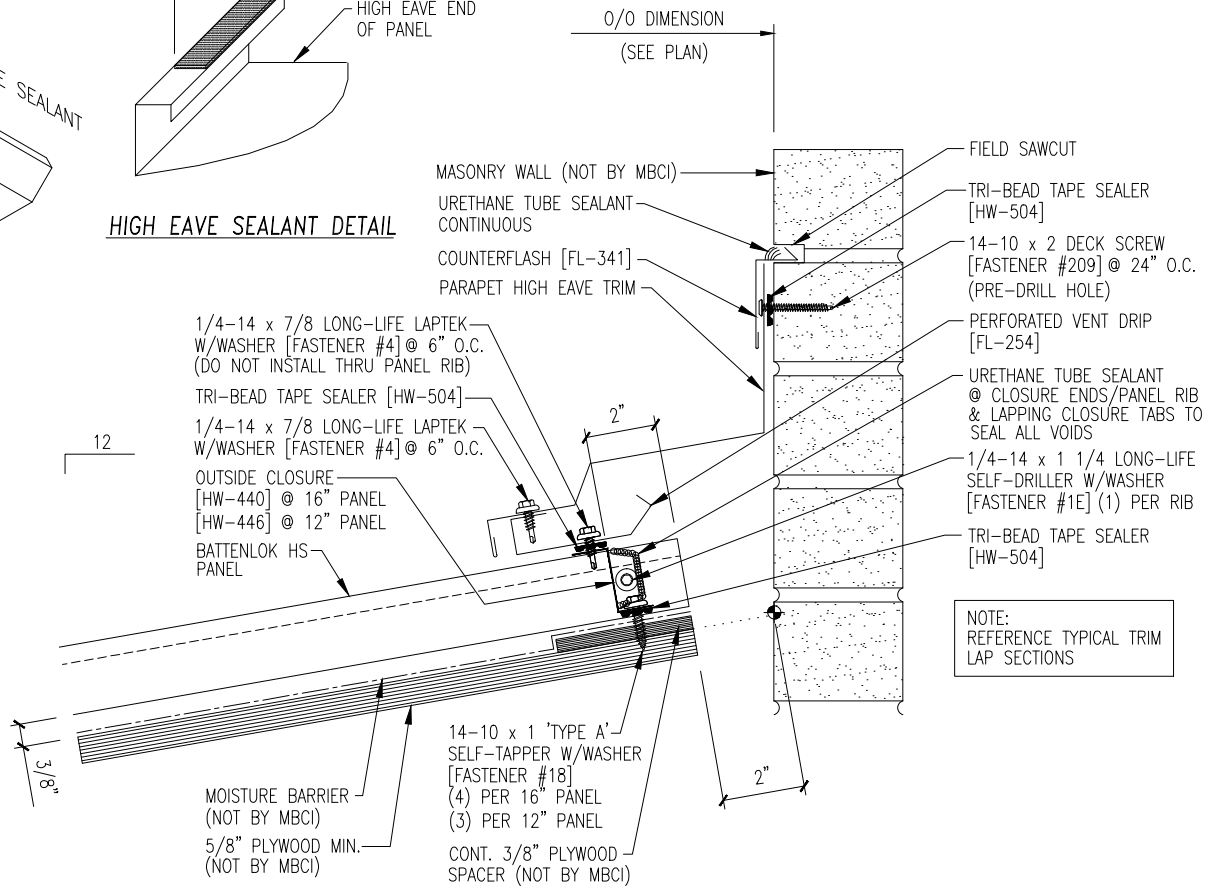 HIGH EAVE END
OF PANEL
SEALANT
HIGH EAVE SEALANT DETAIL
O/O DIMENSION
(SEE PLAN)
MASONRY WALL (NOT BY MBCI)
URETHANE TUBE SEALANT
CONTINUOUS
COUNTERFLASH [FL-341]
PARAPET HIGH EAVE TRIM
1/4-14 x 7/8 LONG-LIFE LAPTEK
W/WASHER [FASTENER #4] @ 6" O.C.
(DO NOT INSTALL THRU PANEL RIB)
TRI-BEAD TAPE SEALER [HW-504]
1/4-14 x 7/8 LONG-LIFE LAPTEK
W/WASHER [FASTENER #4] @ 6" O.C.
OUTSIDE CLOSURE
[HW-440] @ 16" PANEL
[HW-446] @ 12" PANEL
BATTENLOK HS
PANEL
12
2"
FIELD SAWCUT
TRI-BEAD TAPE SEALER
[HW-504]
14-10 x 2 DECK SCREW
[FASTENER #209] @ 24" O.C.
(PRE-DRILL HOLE)
PERFORATED VENT DRIP
[FL-254]
URETHANE TUBE SEALANT
@ CLOSURE ENDS/PANEL RIB
& LAPPING CLOSURE TABS TO
SEAL ALL VOIDS
1/4-14 x 1 1/4 LONG-LIFE
SELF-DRILLER W/WASHER
[FASTENER #1E] (1) PER RIB
TRI-BEAD TAPE SEALER
[HW-504]
NOTE:
REFERENCE TYPICAL TRIM
LAP SECTIONS
3/8"
MOISTURE BARRIER
(NOT BY MBCI)
5/8" PLYWOOD MIN.
(NOT BY MBCI)
14-10 x 1 'TYPE A'
SELF-TAPPER W/WASHER
[FASTENER #18]
(4) PER 16" PANEL
(3) PER 12" PANEL
CONT. 3/8" PLYWOOD
SPACER (NOT BY MBCI)
2"